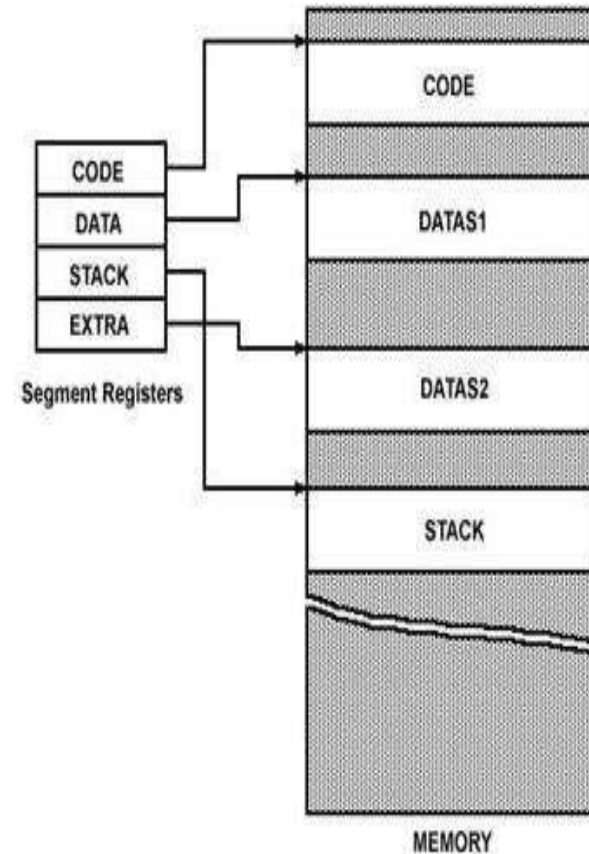 CODE
DATA
STACK
EXTRA
Segment Registers
CODE
DATAS1
DATAS2
STACK
MEMORY